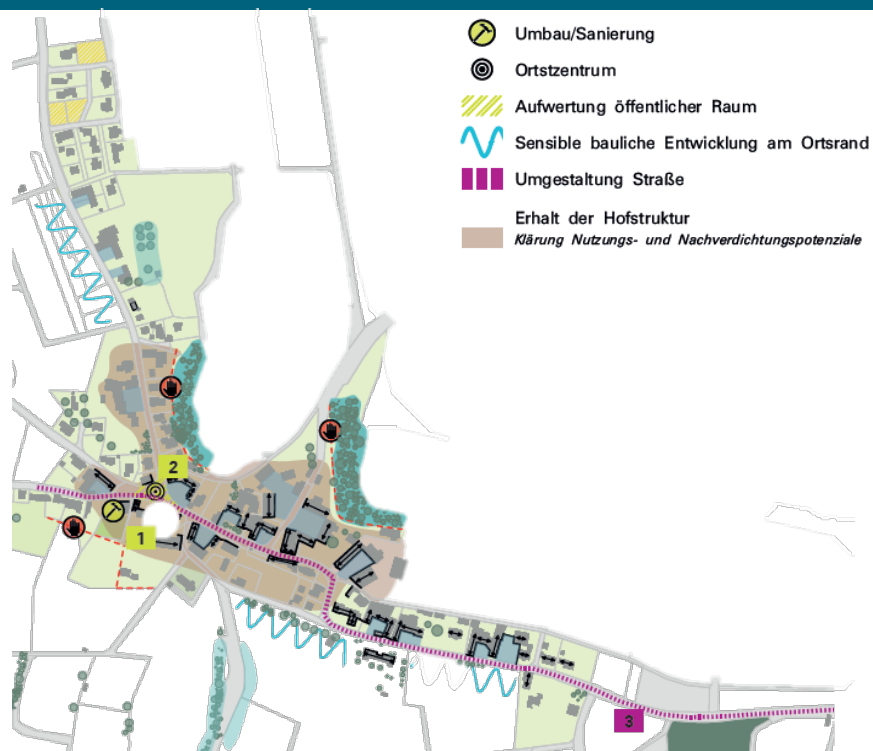 Umbau/Sanierung
Ortstzentrum
Aufwertung öffentlicher Raum
Sensible bauliche Entwicklung am Ortsrand
Umgestaltung Straße
Erhalt der Hofstruktur
Klärung Nutzungs- und Nachverdichtungspotenziale
2
1
3